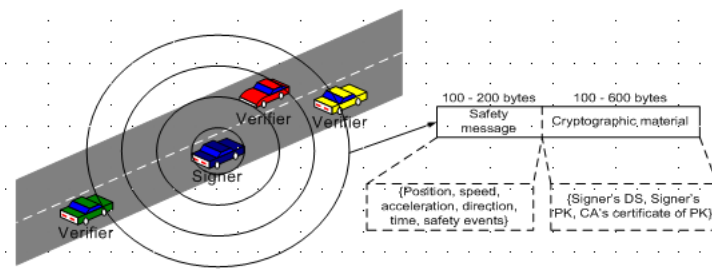 100 - 200 bytes
100 - 600 bytes
Safety
message
Cryptographic material
Verifier
Verifier
Signer
Verifier
{Position, speed,
acceleration, direction,
time, safety events}
{Signer's DS, Signer's
PK, CA's certificate of PK}